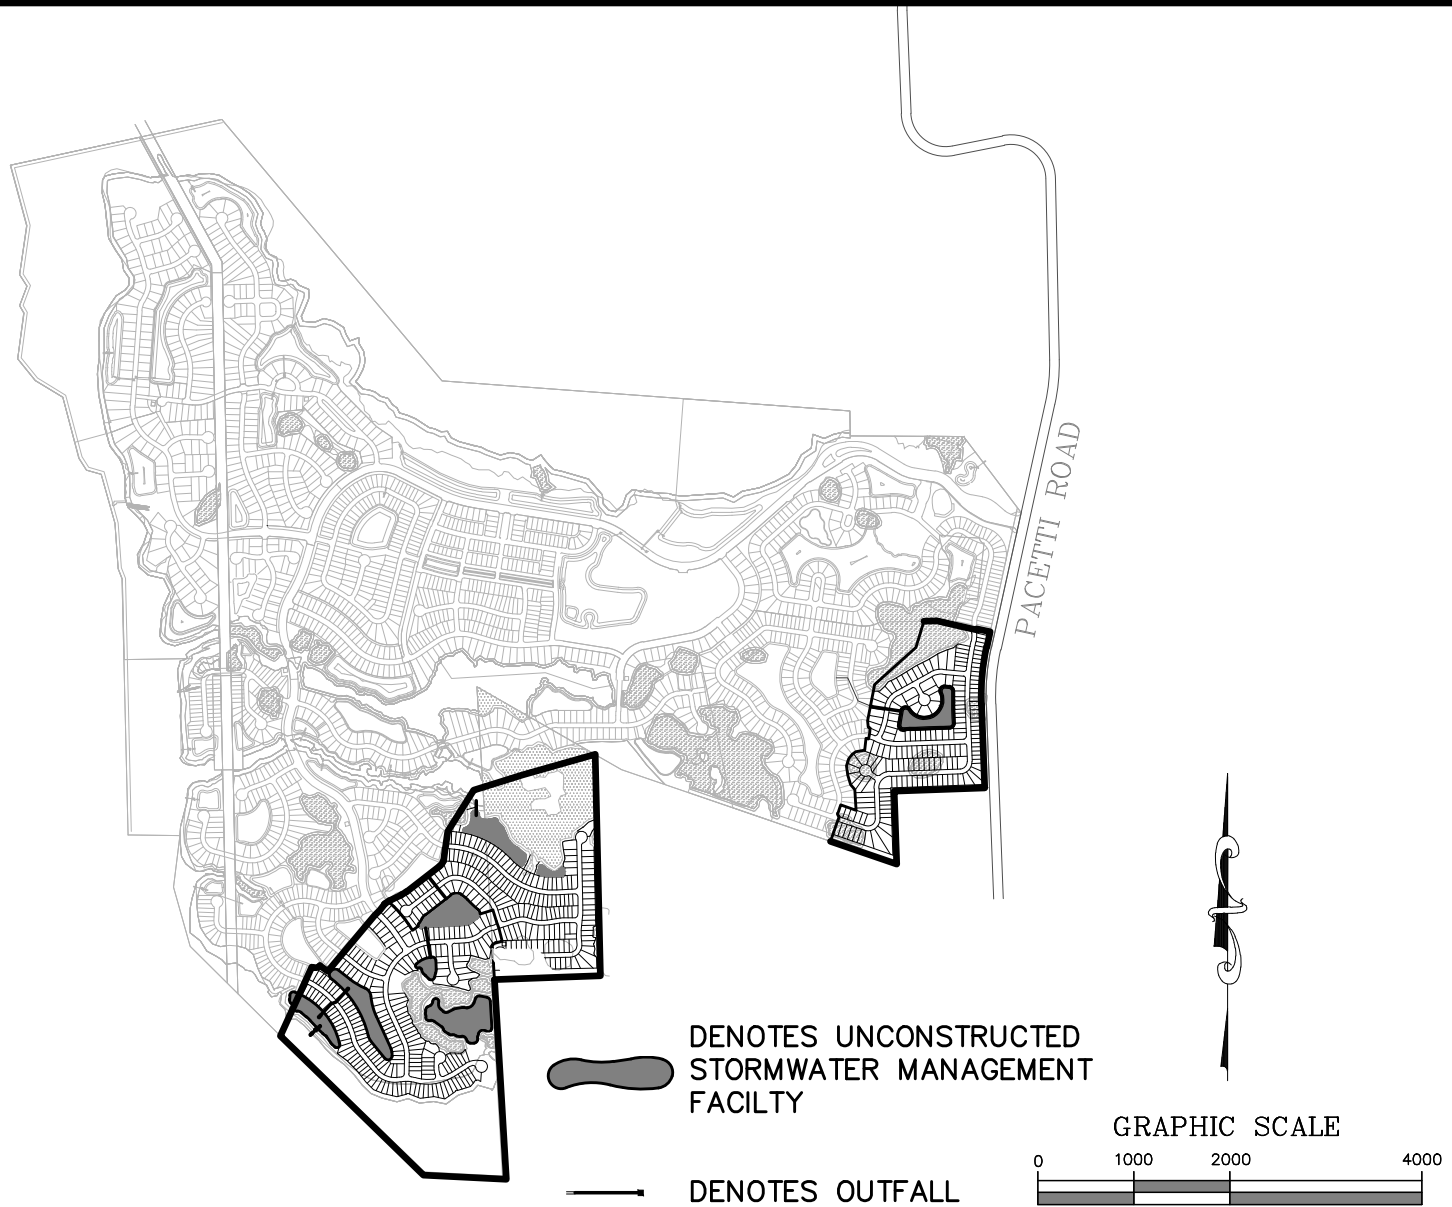 PACETTI ROAD
DENOTES UNCONSTRUCTED
STORMWATER MANAGEMENT
FACILTY
DENOTES OUTFALL
GRAPHIC SCALE
0 1000 2000 4000